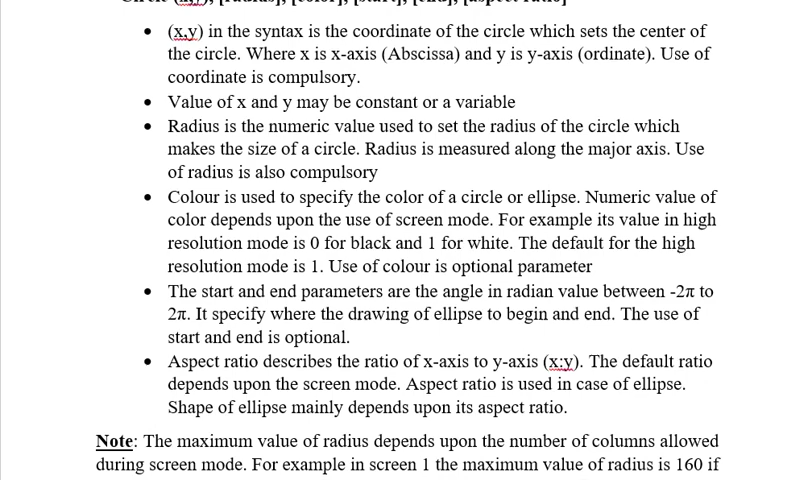 Circle (x,y), [radius], [color], [start], [end], [aspect ratio]
• (x,y) in the syntax is the coordinate of the circle which sets the center of
the circle. Where x is x-axis (Abscissa) and y is y-axis (ordinate). Use of
coordinate is compulsory.
• Value of x and y may be constant or a variable
• Radius is the numeric value used to set the radius of the circle which
makes the size of a circle. Radius is measured along the major axis. Use
of radius is also compulsory
• Colour is used to specify the color of a circle or ellipse. Numeric value of
color depends upon the use of screen mode. For example its value in high
resolution mode is 0 for black and 1 for white. The default for the high
resolution mode is 1. Use of colour is optional parameter
• The start and end parameters are the angle in radian value between -2π to
2π. It specify where the drawing of ellipse to begin and end. The use of
start and end is optional.
• Aspect ratio describes the ratio of x-axis to y-axis (x:y). The default ratio
depends upon the screen mode. Aspect ratio is used in case of ellipse.
Shape of ellipse mainly depends upon its aspect ratio.
Note: The maximum value of radius depends upon the number of columns allowed
during screen mode. For example in screen 1 the maximum value of radius is 160 if